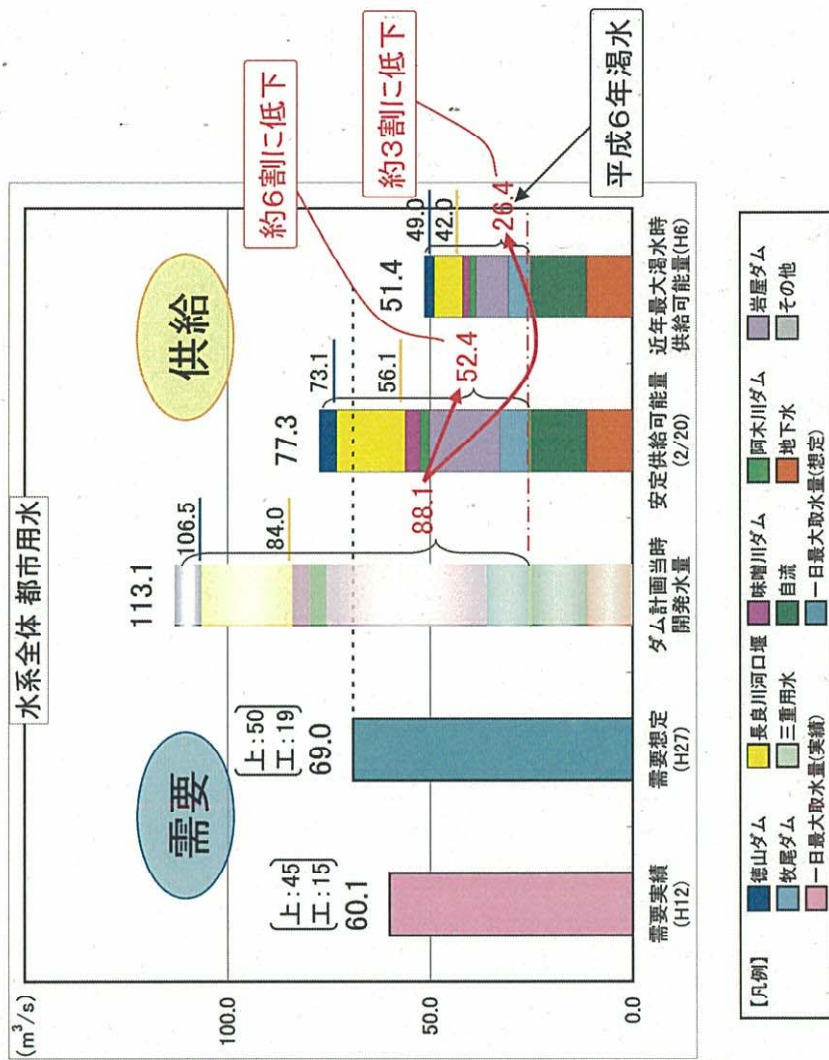 水系全体 都市用水
(m³/s)
100.0
50.0
0.0
需要
供給
上:45
工:15
60.1
上:50
工:19
69.0
113.1
106.5
84.0
88.1
77.3
73.1
56.1
52.4
51.4
49.0
42.0
26.4
約6割に低下
約3割に低下
平成6年渇水
需要実績
(H12)
需要想定
(H27)
ダム計画当時
開発水量
安定供給可能量
(2/20)
近年最大渇水時
供給可能量(H6)
【凡例】
徳山ダム 長良川河口堰 味噌川ダム 阿木川ダム 岩屋ダム
牧尾ダム 三重用水 自流 地下水 その他
一日最大取水量(実績) 一日最大取水量(想定)